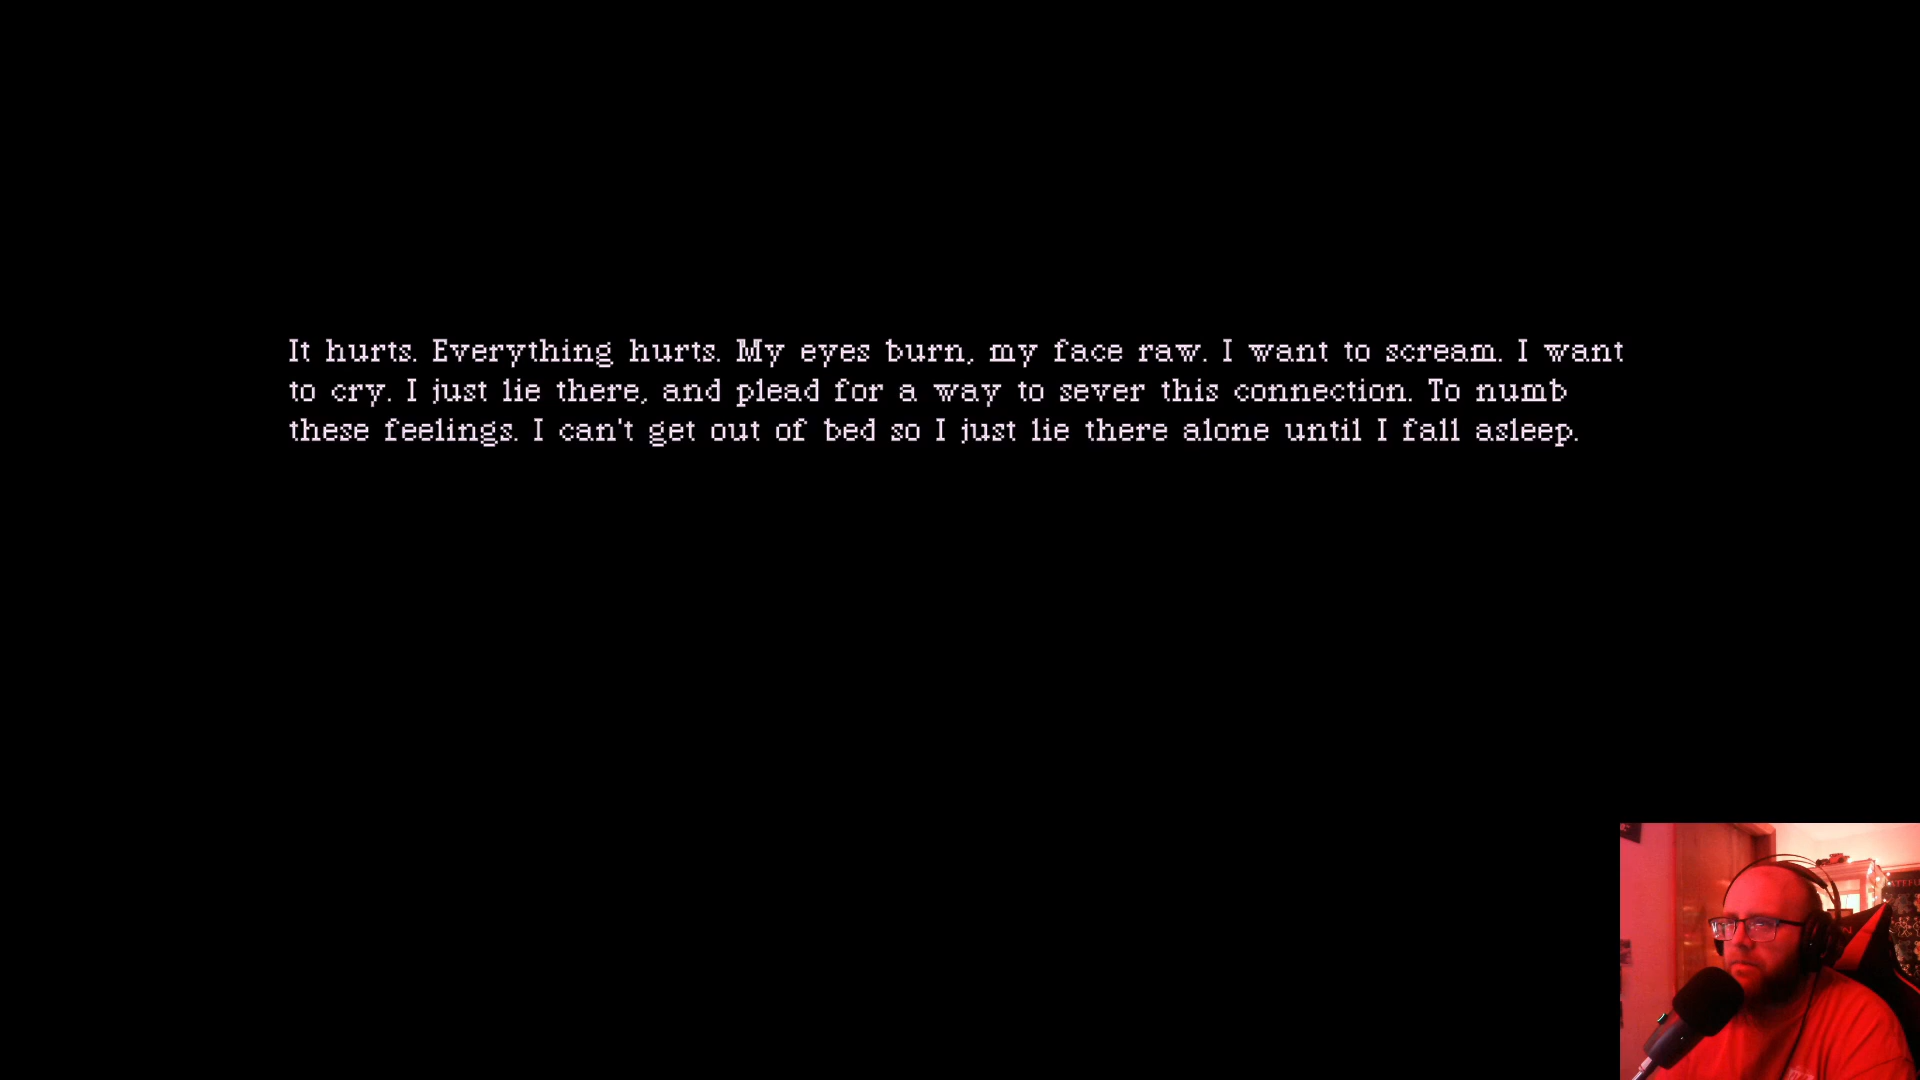 It hurts. Everything hurts. My eyes burn, my face raw. I want to scream. I want
to cry. I just lie there, and plead for a way to sever this connection. To numb
these feelings. I can't get out of bed so I just lie there alone until I fall asleep.